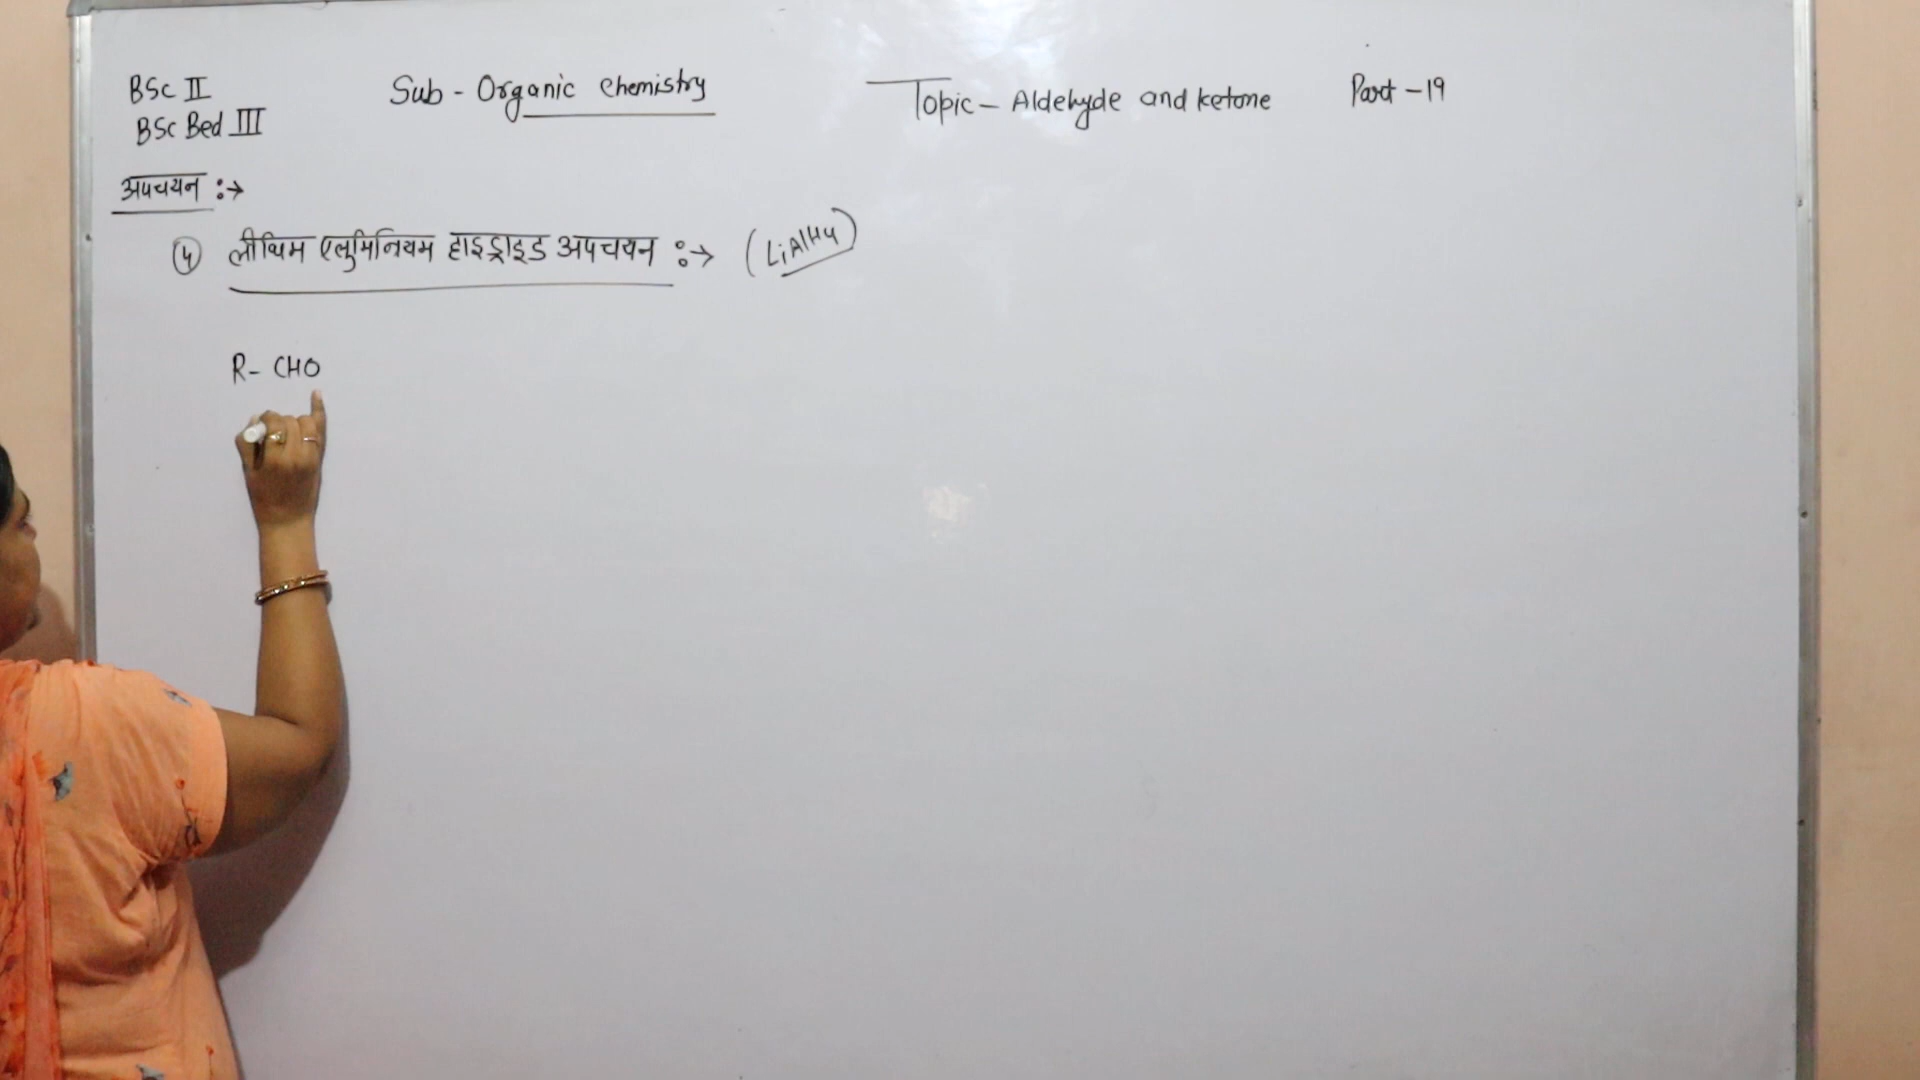 BSc II Sub - Organic chemistry Topic - Aldehyde and ketone Part - 19
BSc Bed III
अपचयन :→
④ लीथियम एलुमिनियम हाइड्राइड अपचयन :→ (LiAlH4)
R- CHO